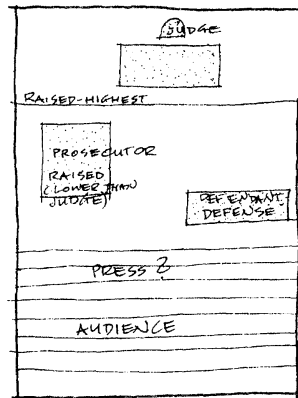 JUDGE
RAISED-HIGHEST
PROSECUTOR
RAISED
(LOWER THAN
JUDGE)
DEFENDANT
DEFENSE
PRESS &
AUDIENCE